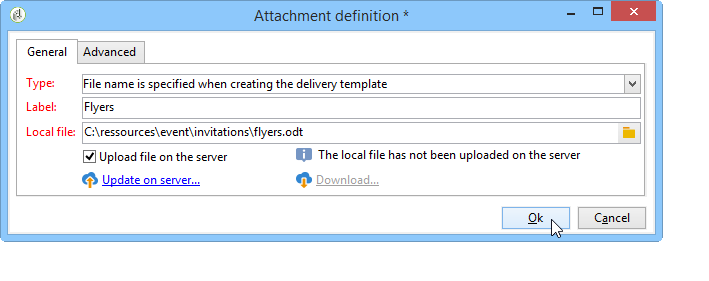 Attachment definition *
General Advanced
Type: File name is specified when creating the delivery template
Label: Flyers
Local file: C:\ressources\event\invitations\flyers.odt
Upload file on the server The local file has not been uploaded on the server
Update on server... Download...
Ok Cancel